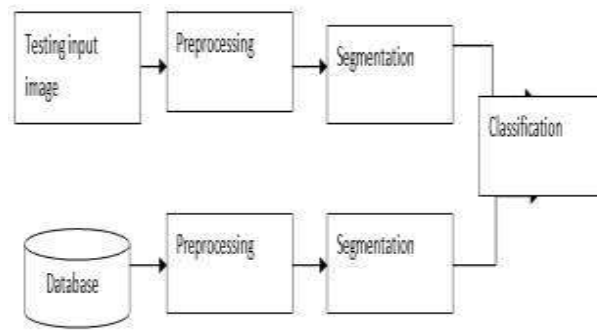 Testing input
image
Preprocessing
Segmentation
Classification
Database
Preprocessing
Segmentation